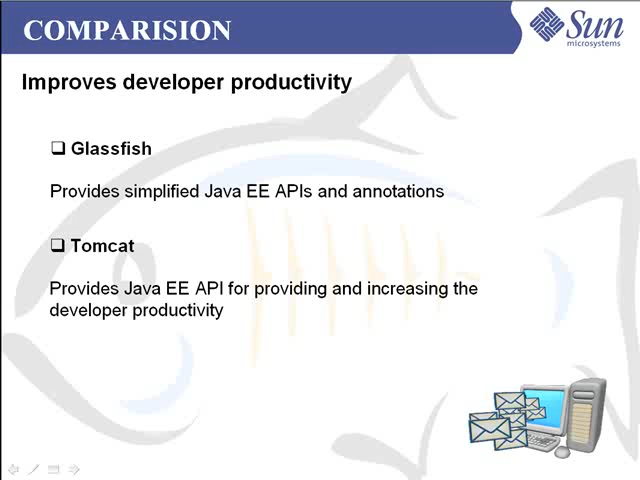 COMPARISION
Sun
microsystems
Improves developer productivity
Glassfish
Provides simplified Java EE APIs and annotations
Tomcat
Provides Java EE API for providing and increasing the
developer productivity